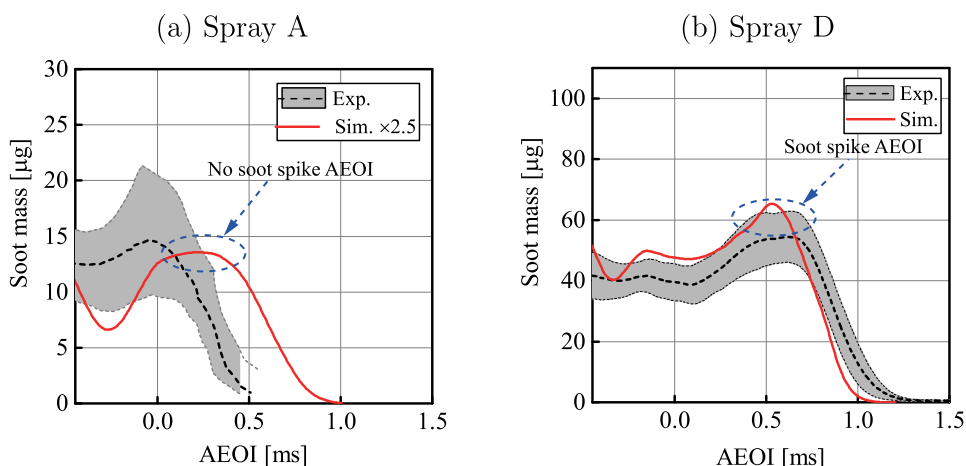 (a) Spray A
30
25
20
15
10
5
0
Soot mass [µg]
Exp.
Sim. ×2.5
No soot spike AEOI
0.0 0.5 1.0 1.5
AEOI [ms]
(b) Spray D
100
80
60
40
20
0
Soot mass [µg]
Exp.
Sim.
Soot spike AEOI
0.0 0.5 1.0 1.5
AEOI [ms]